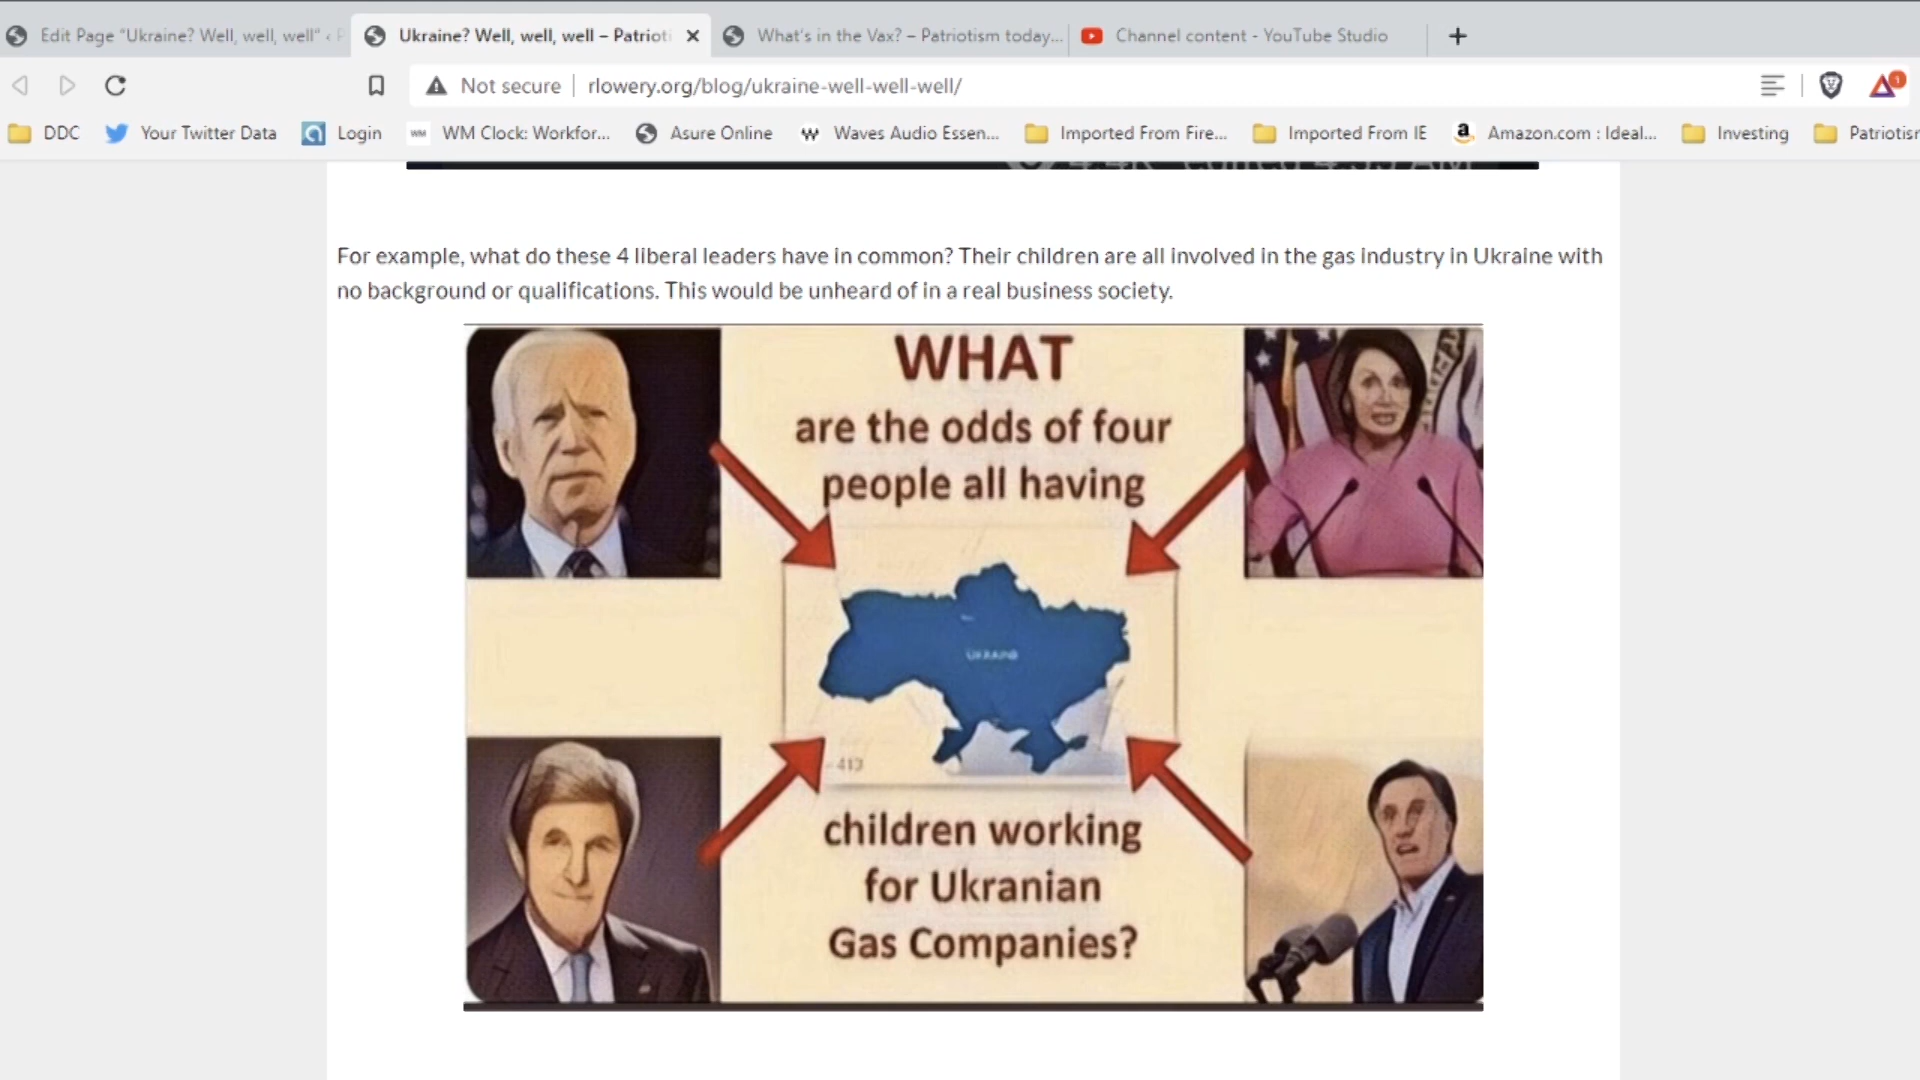 Edit Page “Ukraine? Well, well, well” ‹
Ukraine? Well, well, well – Patrioti
What's in the Vax? – Patriotism today...
Channel content - YouTube Studio
Not secure
rlowery.org/blog/ukraine-well-well-well/
1
DDC
Your Twitter Data
Login
WM Clock: Workfor...
Asure Online
Waves Audio Essen...
Imported From Fire...
Imported From IE
Amazon.com : Ideal...
Investing
Patriotisr
For example, what do these 4 liberal leaders have in common? Their children are all involved in the gas industry in Ukraine with
no background or qualifications. This would be unheard of in a real business society.
WHAT
are the odds of four
people all having
UKRAINE
413
children working
for Ukranian
Gas Companies?